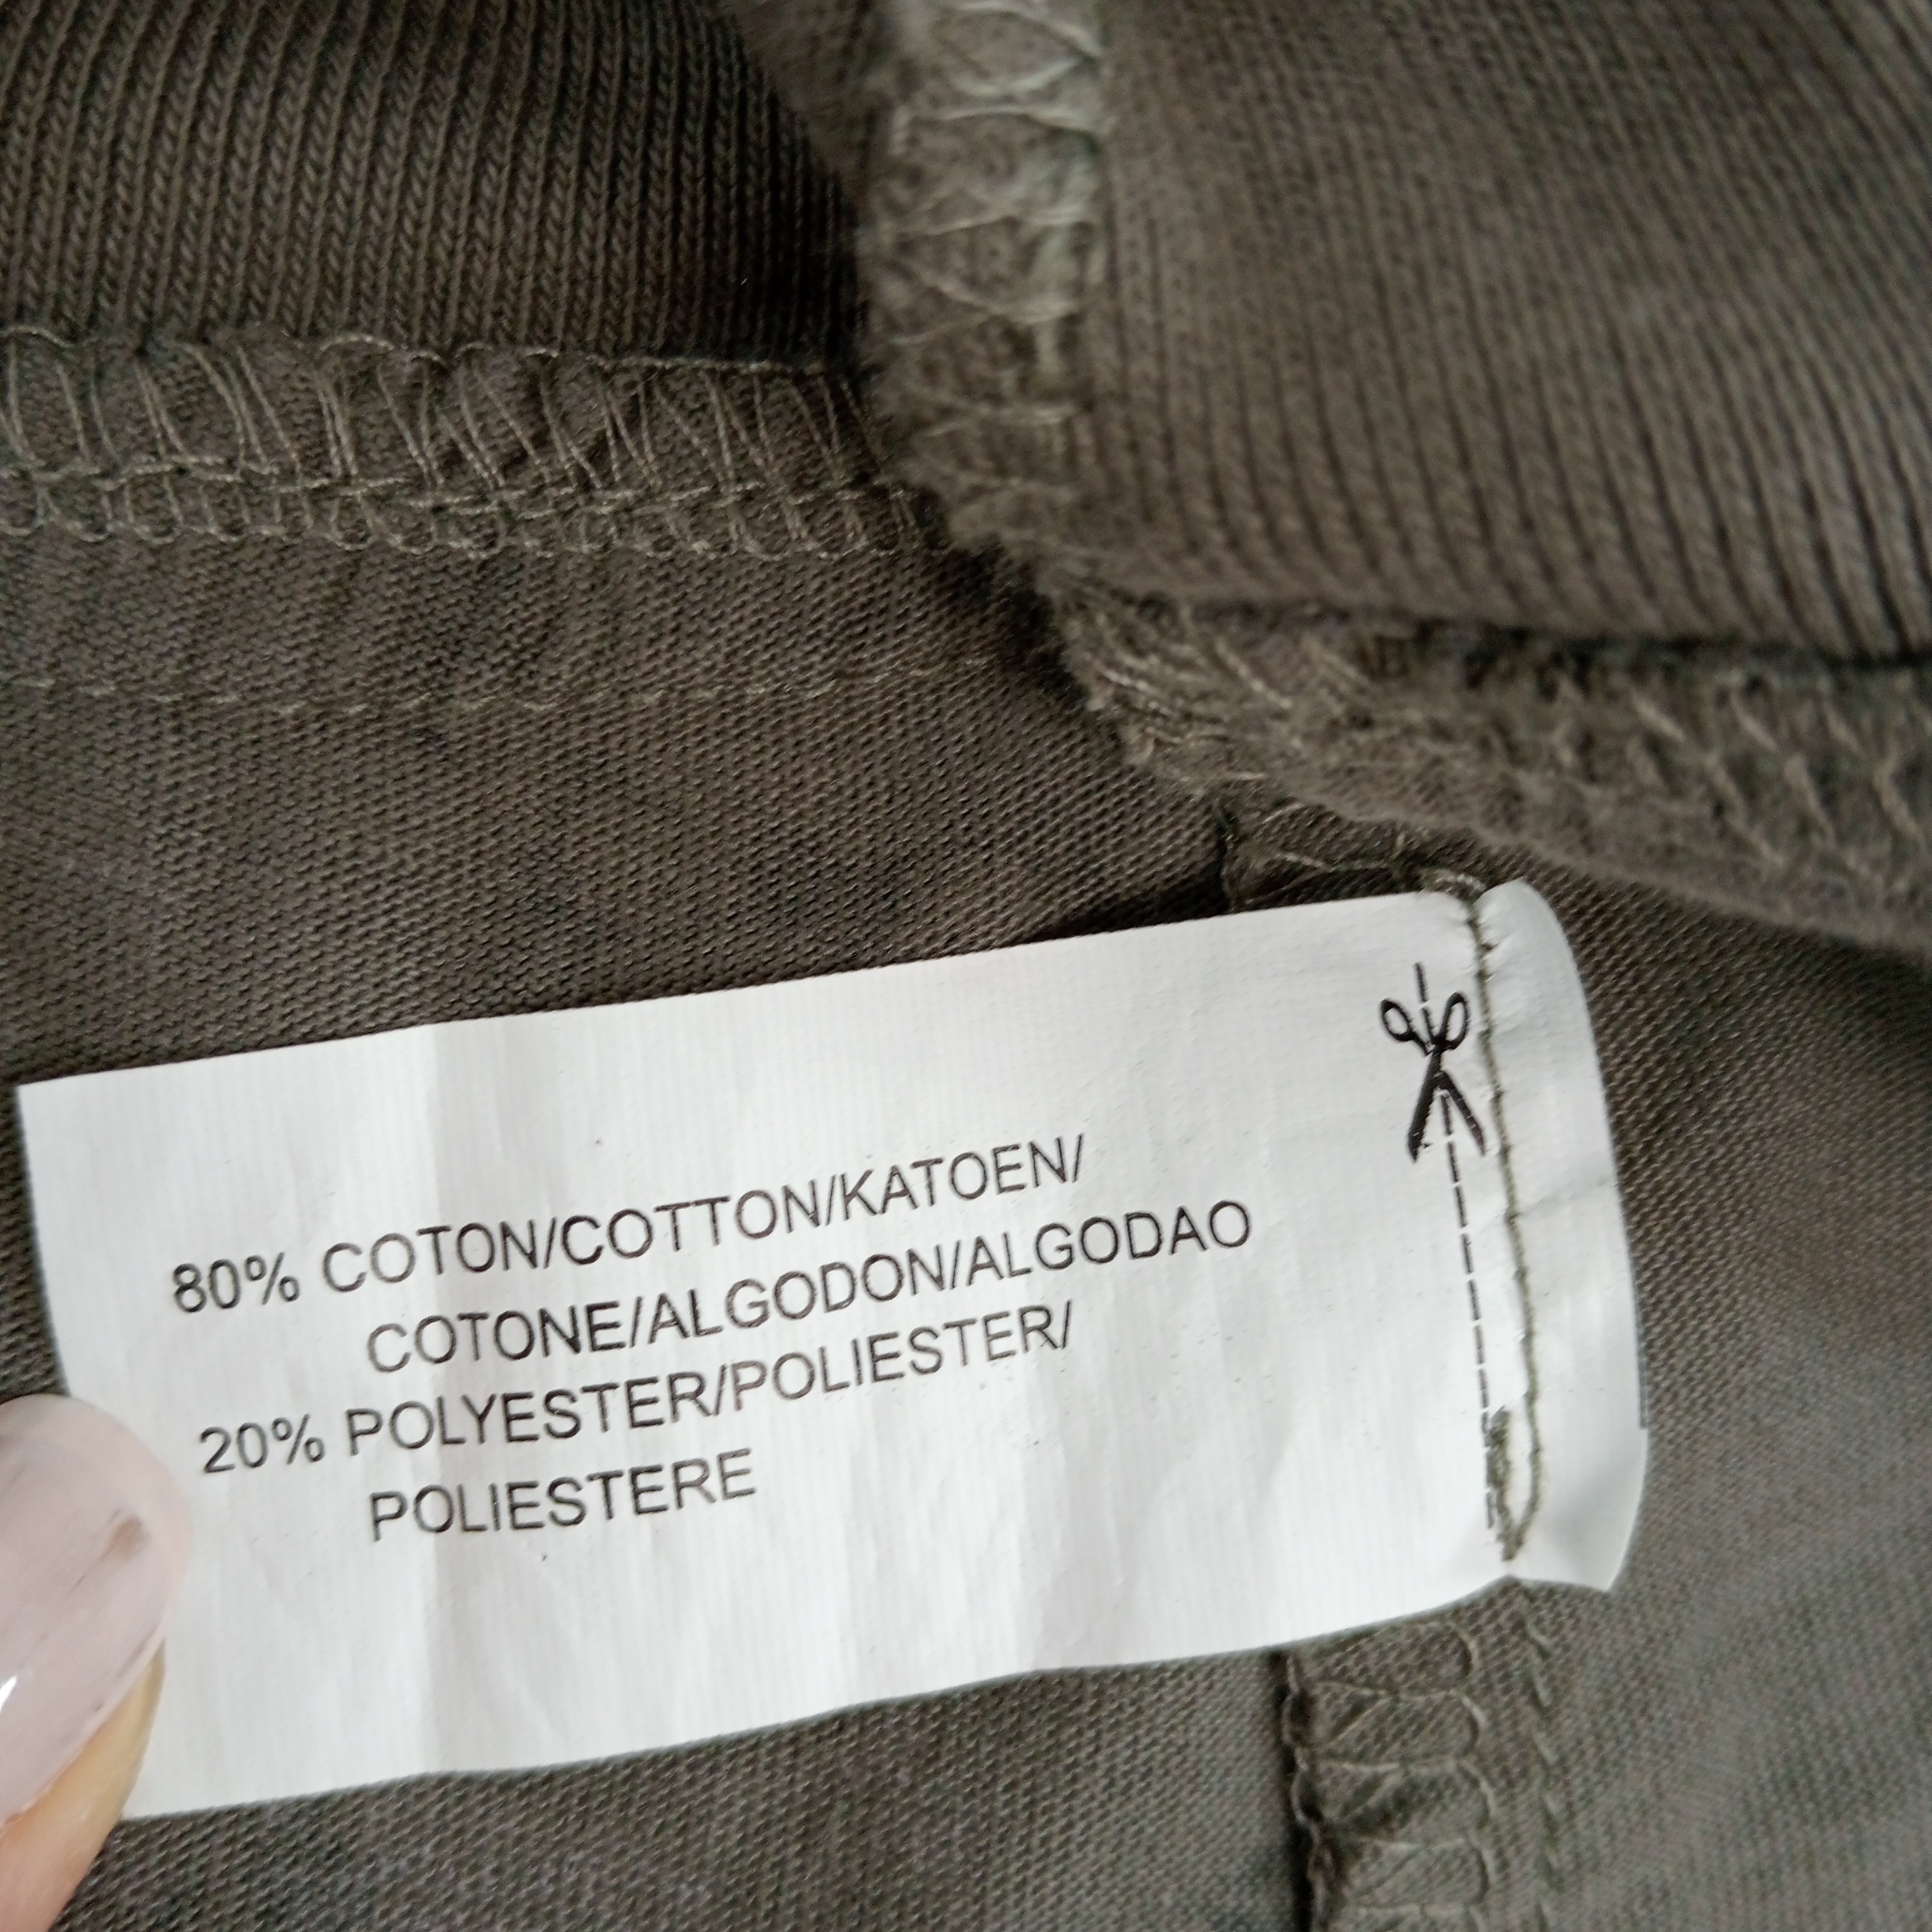 80% COTON/COTTON/KATOEN/
COTONE/ALGODON/ALGODAO
20% POLYESTER/POLIESTER/
POLIESTERE